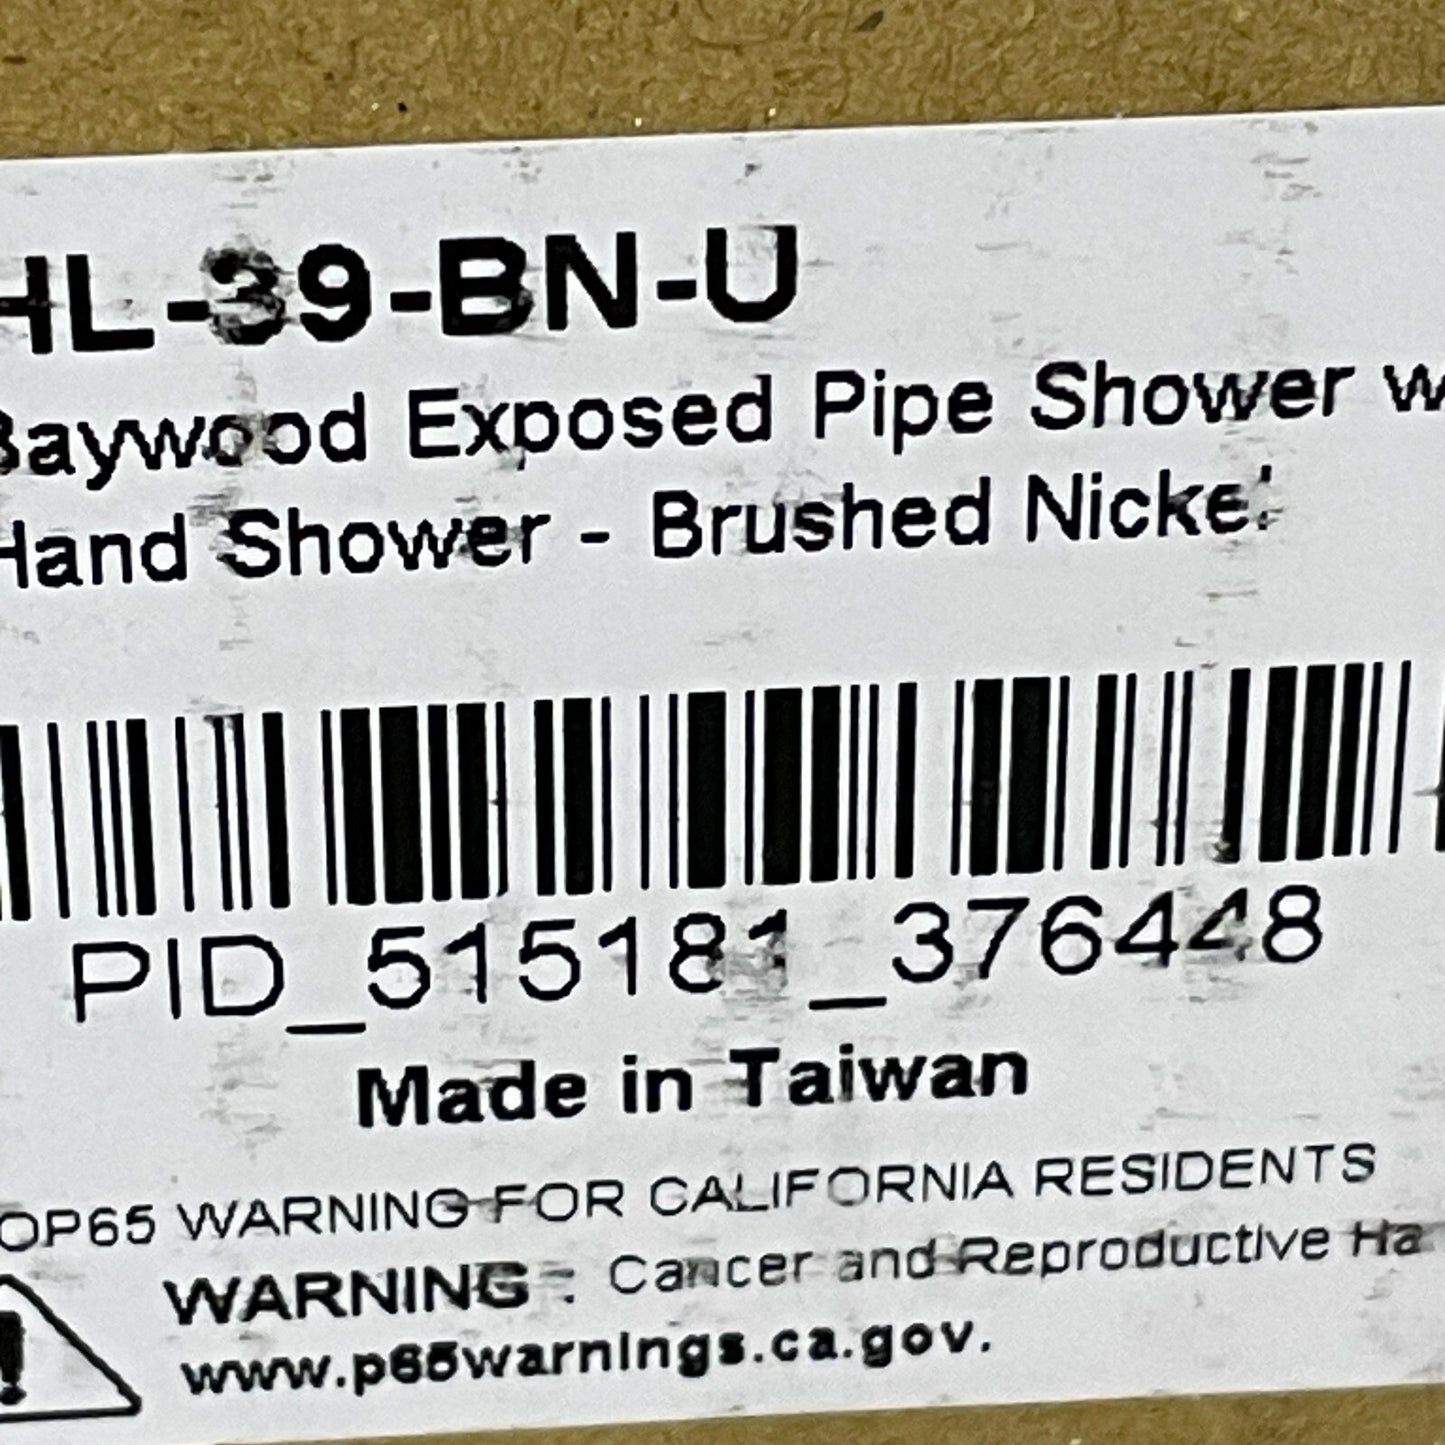 HL-39-BN-U
Baywood Exposed Pipe Shower w
Hand Shower - Brushed Nickel
PID_515181_376448
Made in Taiwan
OP65 WARNING FOR CALIFORNIA RESIDENTS
WARNING: Cancer and Reproductive Ha
www.p65warnings.ca.gov.